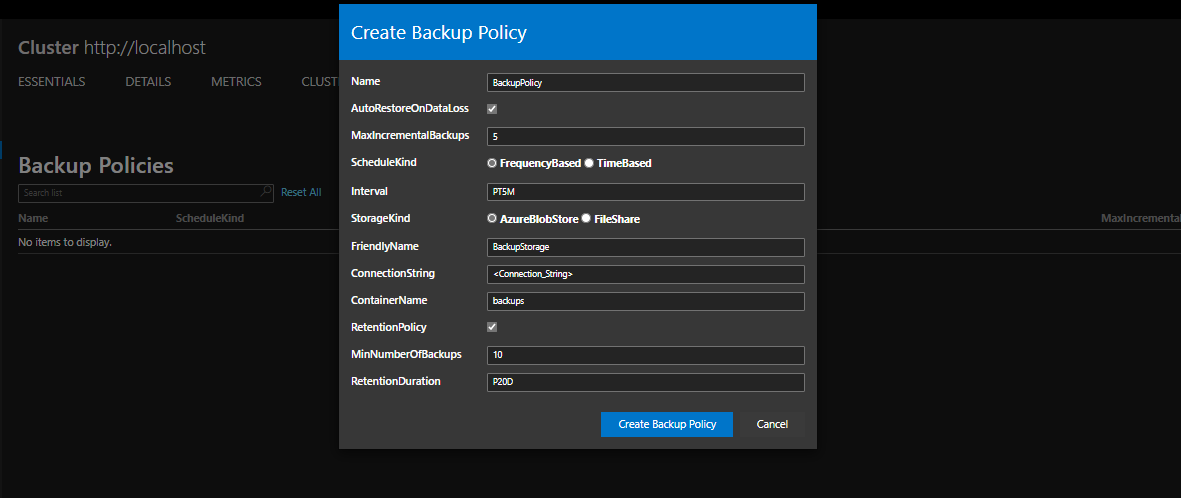 Create Backup Policy
Cluster http://localhost
ESSENTIALS DETAILS METRICS CLUST
Name BackupPolicy
AutoRestoreOnDataLoss
MaxIncrementalBackups 5
ScheduleKind FrequencyBased TimeBased
Backup Policies
Search list Reset All
Interval PT5M
Name ScheduleKind StorageKind AzureBlobStore FileShare MaxIncremental
No items to display. FriendlyName BackupStorage
ConnectionString <Connection_String>
ContainerName backups
RetentionPolicy
MinNumberOfBackups 10
RetentionDuration P20D
Create Backup Policy Cancel